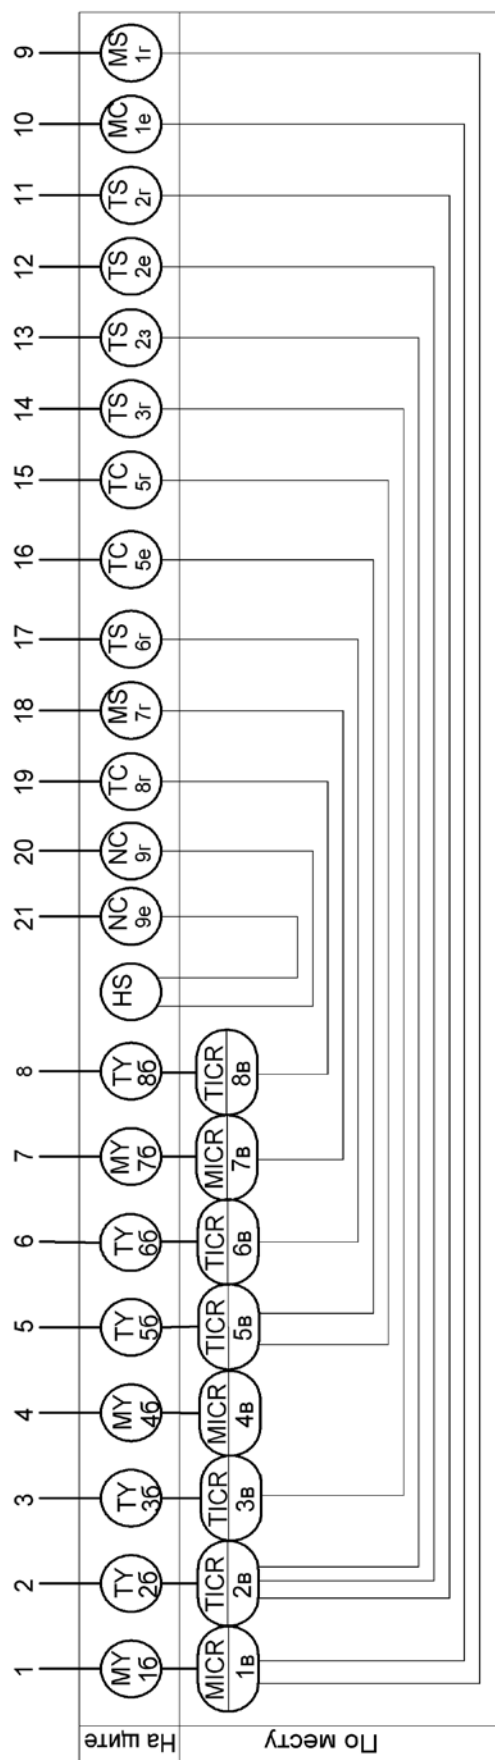 1
2
3
4
5
6
7
8
21
20
19
18
17
16
15
14
13
12
11
10
9
На щите
MY
1б
TY
2б
TY
3б
MY
4б
TY
5б
TY
6б
MY
7б
TY
8б
HS
NC
9е
NC
9г
TC
8г
MS
7г
TS
6г
TC
5е
TC
5г
TS
3г
TS
2з
TS
2е
TS
2г
MC
1е
MS
1г
По месту
MICR
1в
TICR
2в
TICR
3в
MICR
4в
TICR
5в
TICR
6в
MICR
7в
TICR
8в